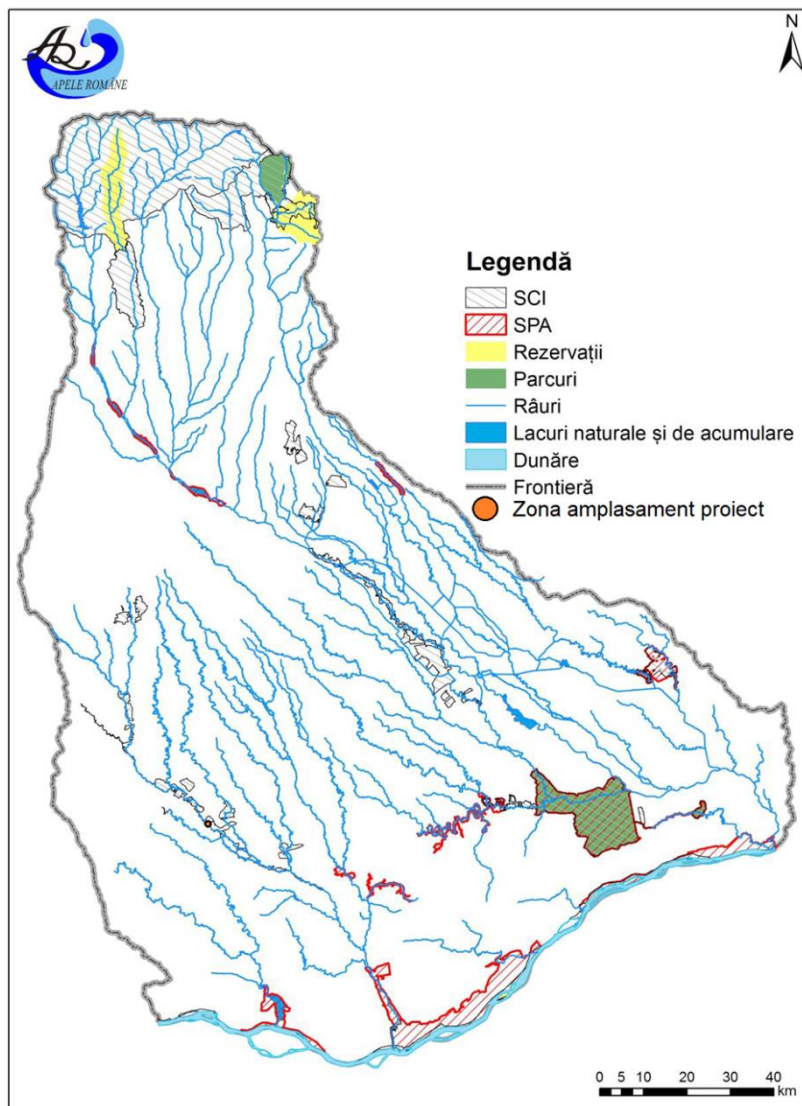 N
APELE ROMÂNE
Legendă
SCI
SPA
Rezervații
Parcuri
Râuri
Lacuri naturale și de acumulare
Dunăre
Frontieră
Zona amplasament proiect
0 5 10 20 30 40
km